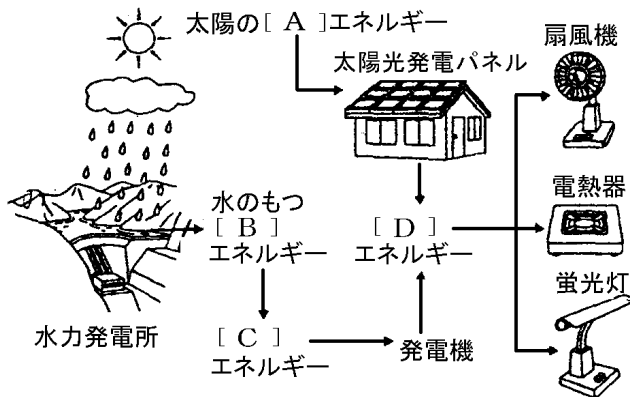 太陽の[ A ]エネルギー
太陽光発電パネル
扇風機
水のもつ
[ B ]
エネルギー
[ D ]
エネルギー
電熱器
水力発電所
[ C ]
エネルギー
発電機
蛍光灯